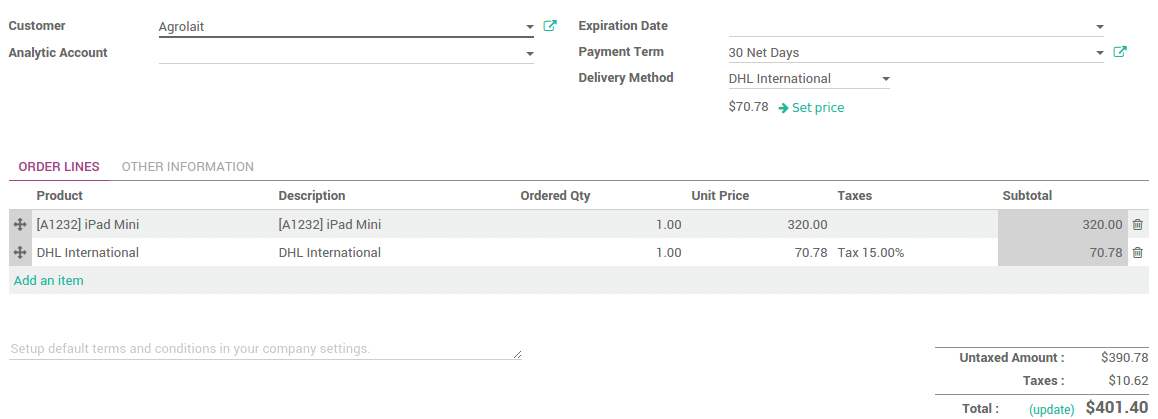 Customer Agrolait Expiration Date
Analytic Account Payment Term 30 Net Days
Delivery Method DHL International
$70.78 Set price
ORDER LINES OTHER INFORMATION
Product Description Ordered Qty Unit Price Taxes Subtotal
[A1232] iPad Mini [A1232] iPad Mini 1.00 320.00 320.00
DHL International DHL International 1.00 70.78 Tax 15.00% 70.78
Add an item
Setup default terms and conditions in your company settings.
Untaxed Amount : $390.78
Taxes : $10.62
Total : (update) $401.40